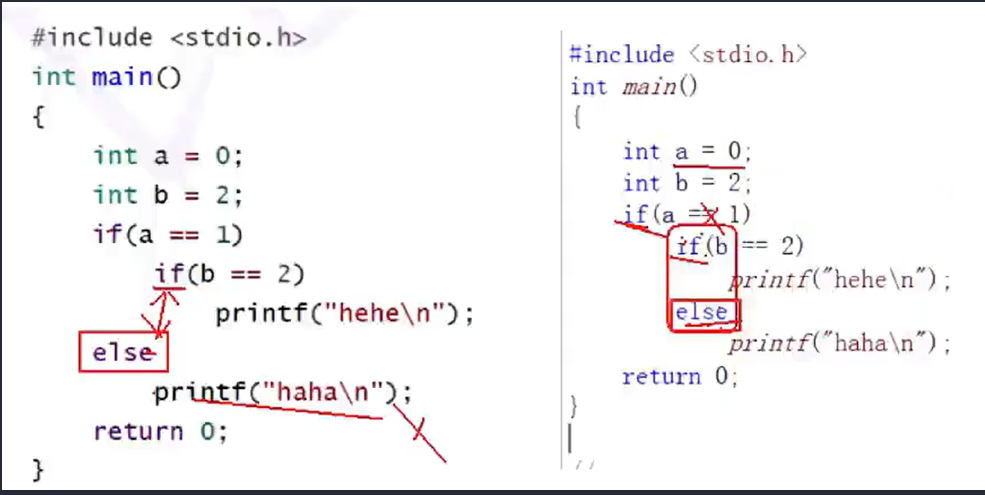 #include <stdio.h>
int main()
{
int a = 0;
int b = 2;
if(a == 1)
if(b == 2)
printf("hehe\n");
else
printf("haha\n");
return 0;
}
#include <stdio.h>
int main()
{
int a = 0;
int b = 2;
if(a == 1)
if(b == 2)
printf("hehe\n");
else
printf("haha\n");
return 0;
}
//